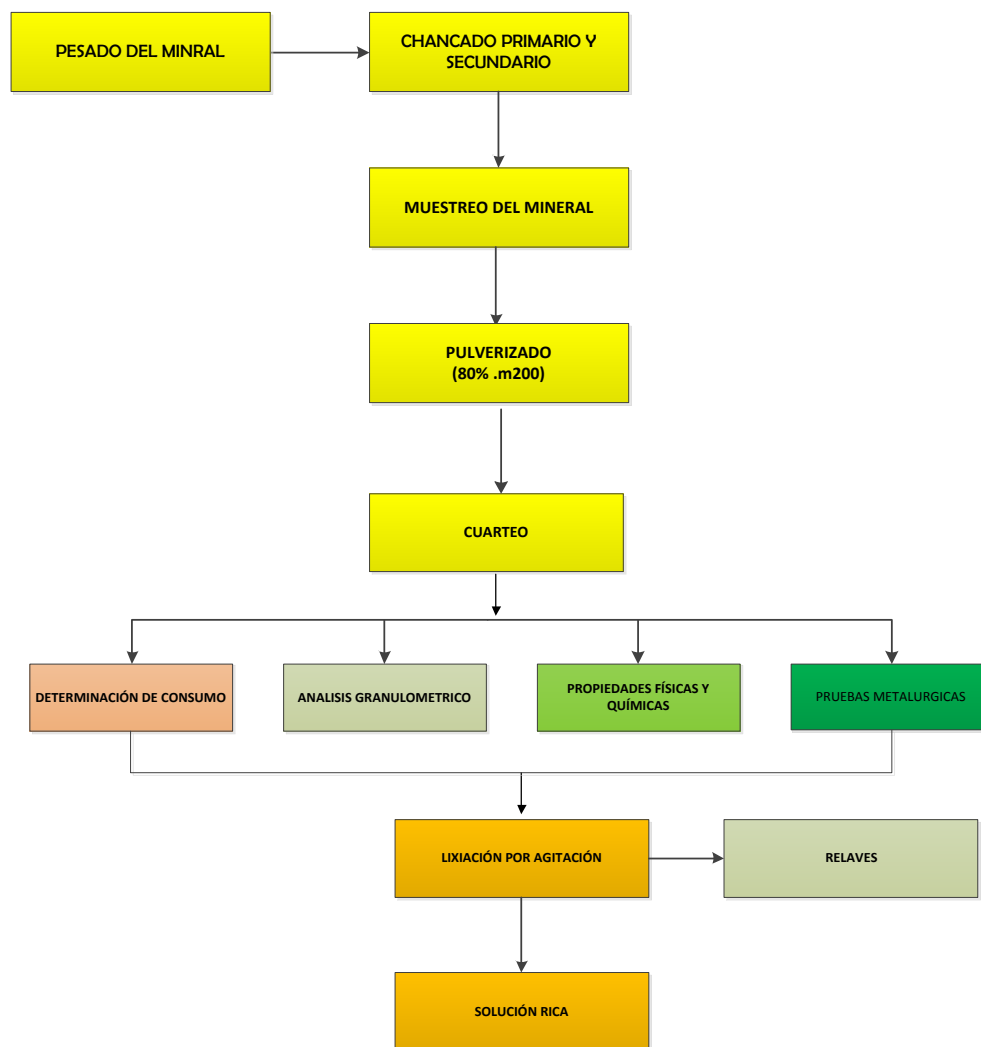 PESADO DEL MINRAL
CHANCADO PRIMARIO Y
SECUNDARIO
MUESTREO DEL MINERAL
PULVERIZADO
(80% .m200)
CUARTEO
DETERMINACIÓN DE CONSUMO
ANALISIS GRANULOMETRICO
PROPIEDADES FÍSICAS Y
QUÍMICAS
PRUEBAS METALURGICAS
LIXIACIÓN POR AGITACIÓN
RELAVES
SOLUCIÓN RICA